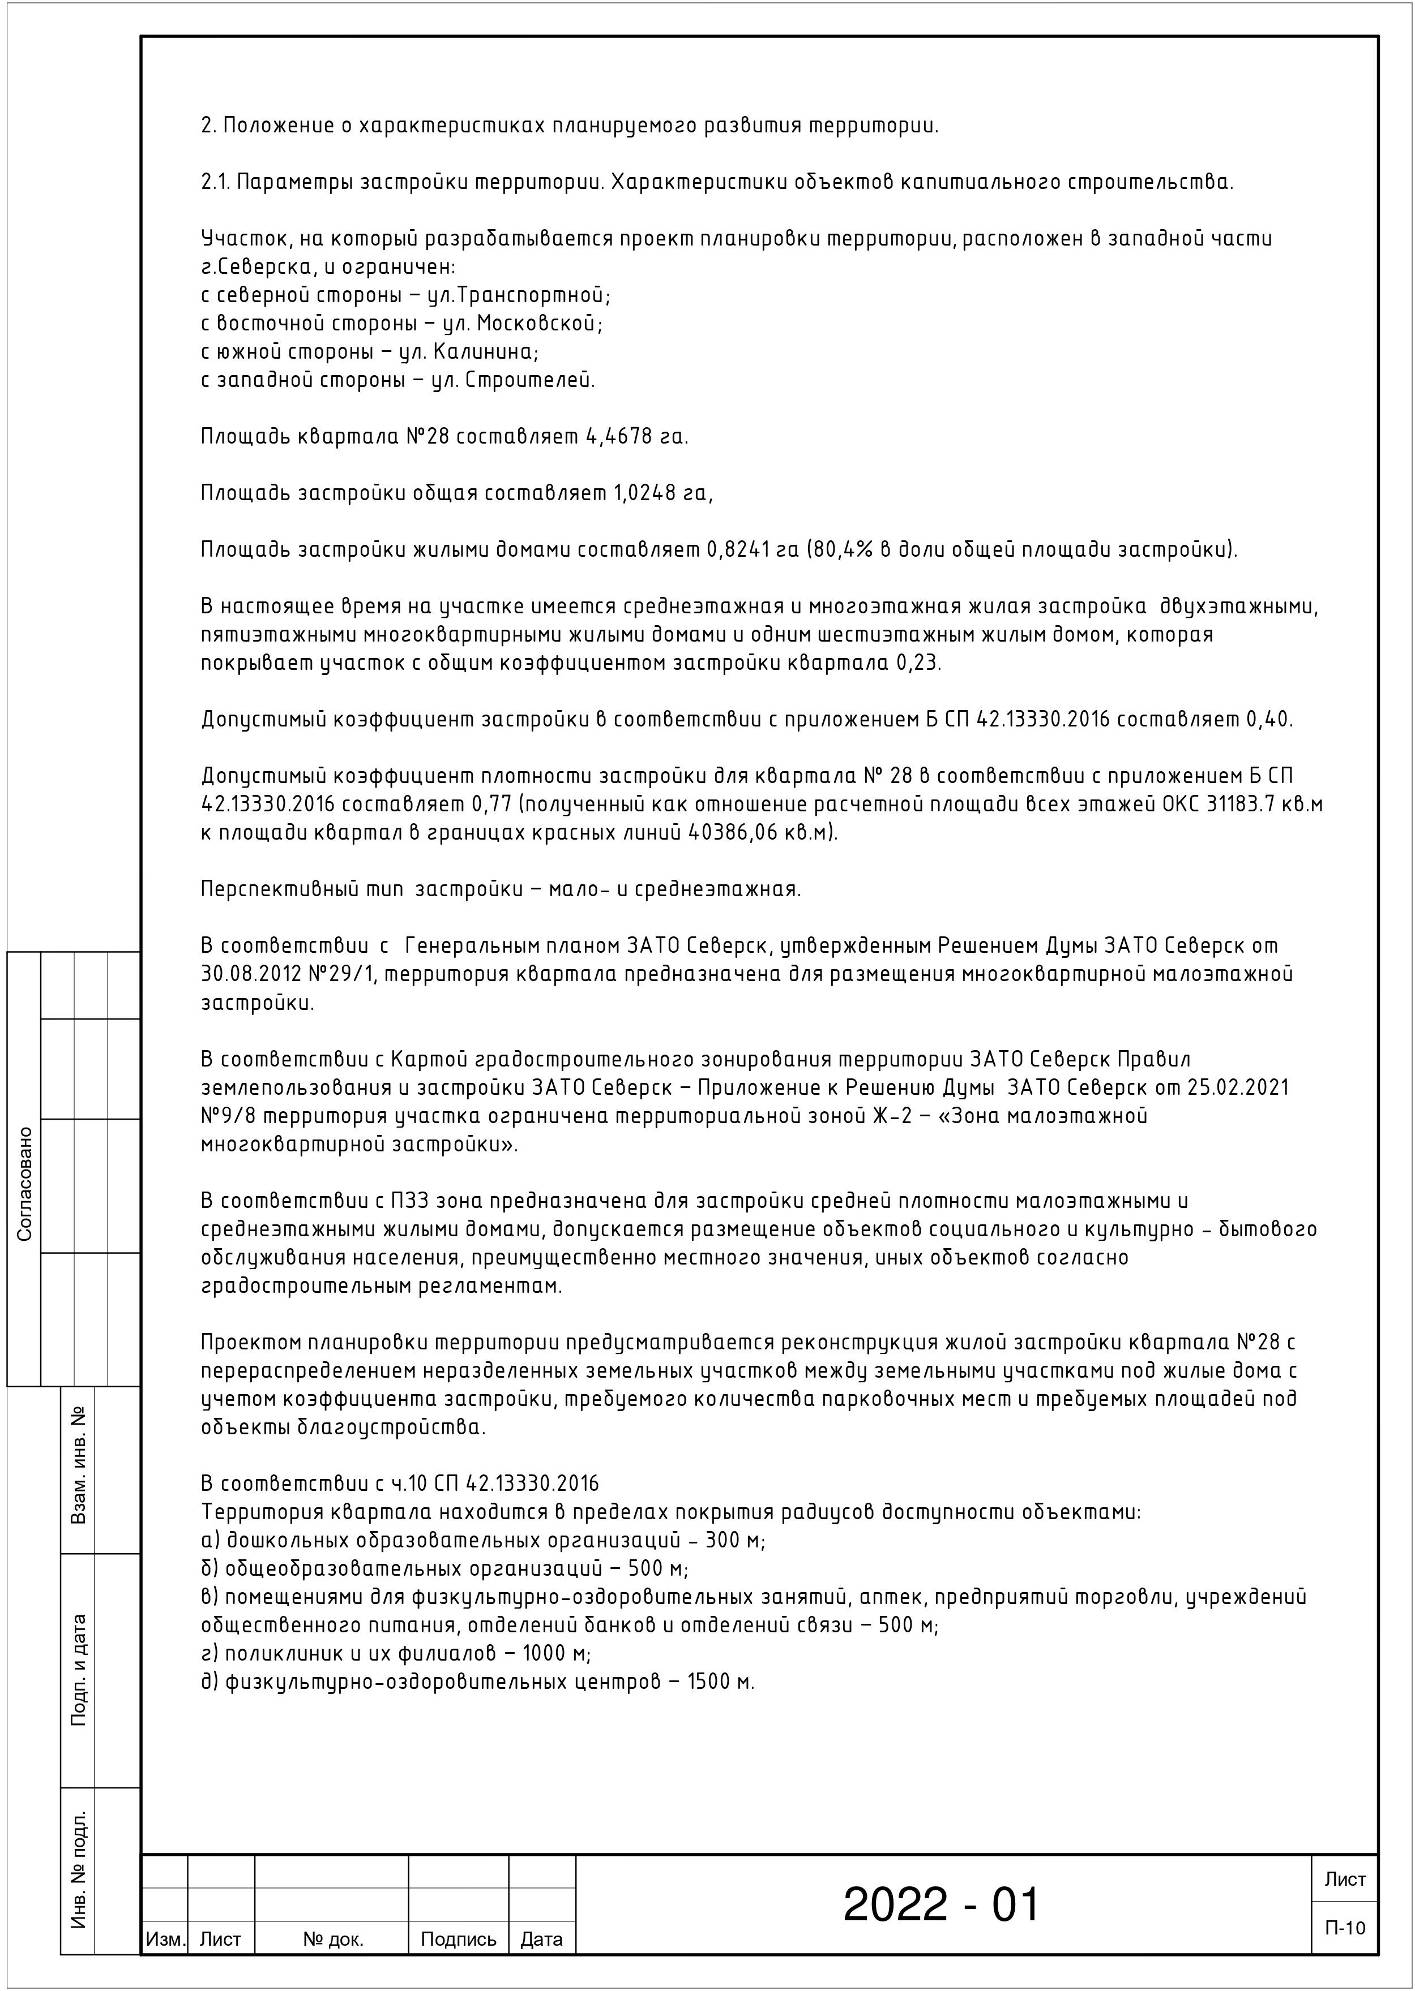 2. Положение о характеристиках планируемого развития территории.
2.1. Параметры застройки территории. Характеристики объектов капитиального строительства.
Участок, на который разрабатывается проект планировки территории, расположен в западной части
г.Северска, и ограничен:
с северной стороны – ул.Транспортной;
с восточной стороны – ул. Московской;
с южной стороны – ул. Калинина;
с западной стороны – ул. Строителей.
Площадь квартала №28 составляет 4,4678 га.
Площадь застройки общая составляет 1,0248 га,
Площадь застройки жилыми домами составляет 0,8241 га (80,4% в доли общей площади застройки).
В настоящее время на участке имеется среднеэтажная и многоэтажная жилая застройка двухэтажными,
пятиэтажными многоквартирными жилыми домами и одним шестиэтажным жилым домом, которая
покрывает участок с общим коэффициентом застройки квартала 0,23.
Допустимый коэффициент застройки в соответствии с приложением Б СП 42.13330.2016 составляет 0,40.
Допустимый коэффициент плотности застройки для квартала № 28 в соответствии с приложением Б СП
42.13330.2016 составляет 0,77 (полученный как отношение расчетной площади всех этажей ОКС 31183.7 кв.м
к площади квартал в границах красных линий 40386,06 кв.м).
Перспективный тип застройки – мало- и среднеэтажная.
В соответствии с Генеральным планом ЗАТО Северск, утвержденным Решением Думы ЗАТО Северск от
30.08.2012 №29/1, территория квартала предназначена для размещения многоквартирной малоэтажной
застройки.
В соответствии с Картой градостроительного зонирования территории ЗАТО Северск Правил
землепользования и застройки ЗАТО Северск – Приложение к Решению Думы ЗАТО Северск от 25.02.2021
№9/8 территория участка ограничена территориальной зоной Ж-2 – «Зона малоэтажной
многоквартирной застройки».
В соответствии с ПЗЗ зона предназначена для застройки средней плотности малоэтажными и
среднеэтажными жилыми домами, допускается размещение объектов социального и культурно - бытового
обслуживания населения, преимущественно местного значения, иных объектов согласно
градостроительным регламентам.
Проектом планировки территории предусматривается реконструкция жилой застройки квартала №28 с
перераспределением неразделенных земельных участков между земельными участками под жилые дома с
учетом коэффициента застройки, требуемого количества парковочных мест и требуемых площадей под
объекты благоустройства.
В соответствии с ч.10 СП 42.13330.2016
Территория квартала находится в пределах покрытия радиусов доступности объектами:
а) дошкольных образовательных организаций - 300 м;
б) общеобразовательных организаций – 500 м;
в) помещениями для физкультурно-оздоровительных занятий, аптек, предприятий торговли, учреждений
общественного питания, отделений банков и отделений связи – 500 м;
г) поликлиник и их филиалов – 1000 м;
д) физкультурно-оздоровительных центров – 1500 м.
Согласовано
Взам. инв. №
Подп. и дата
Инв. № подл.
Изм. Лист № док. Подпись Дата
2022 - 01
Лист
П-10